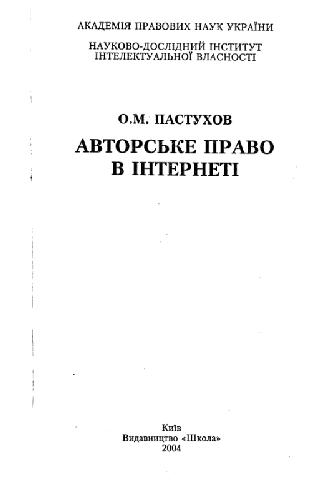 АКАДЕМІЯ ПРАВОВИХ НАУК УКРАЇНИ
НАУКОВО-ДОСЛІДНИЙ ІНСТИТУТ
ІНТЕЛЕКТУАЛЬНОЇ ВЛАСНОСТІ
О.М. ПАСТУХОВ
АВТОРСЬКЕ ПРАВО
В ІНТЕРНЕТІ
Київ
Видавництво «Школа»
2004